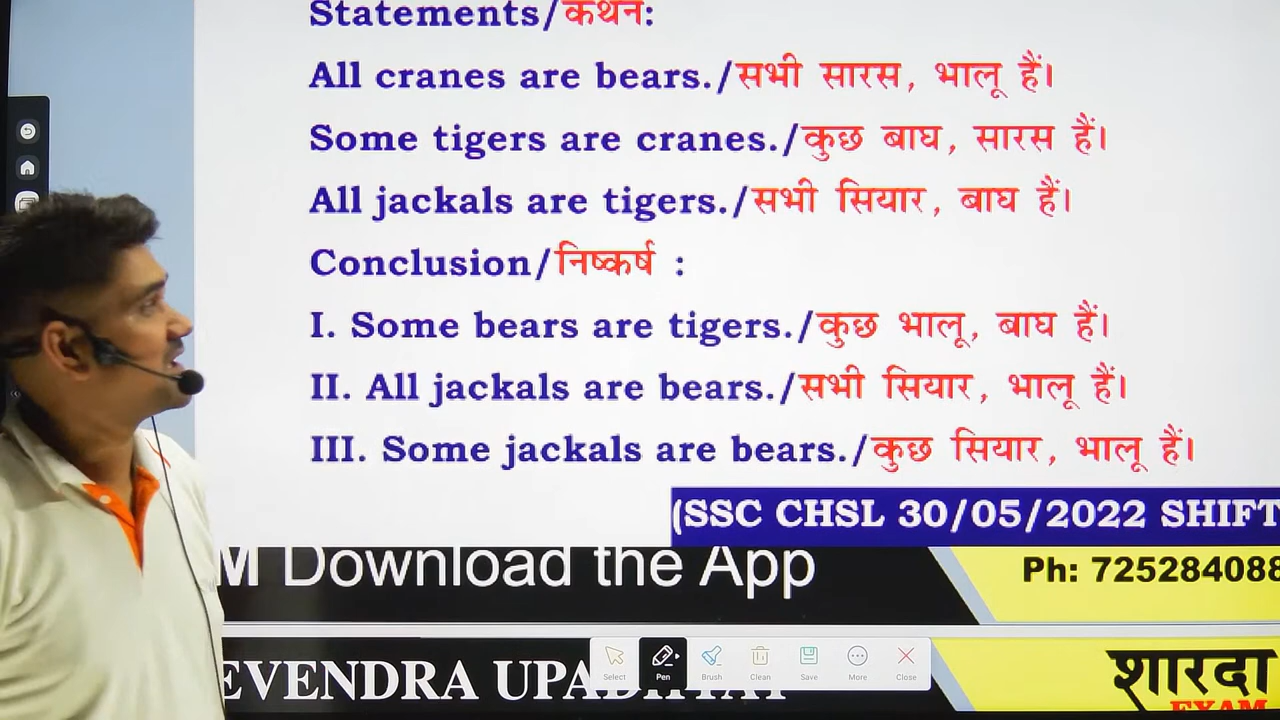 Statements/कथन:
All cranes are bears./सभी सारस, भालू हैं।
Some tigers are cranes./कुछ बाघ, सारस हैं।
All jackals are tigers./सभी सियार, बाघ हैं।
Conclusion/निष्कर्ष :
I. Some bears are tigers./कुछ भालू, बाघ हैं।
II. All jackals are bears./सभी सियार, भालू हैं।
III. Some jackals are bears./कुछ सियार, भालू हैं।
(SSC CHSL 30/05/2022 SHIFT
M Download the App
Ph: 725284088
EVENDRA
शारदा
EXAM
Select Pen Brush Clean Save More Close